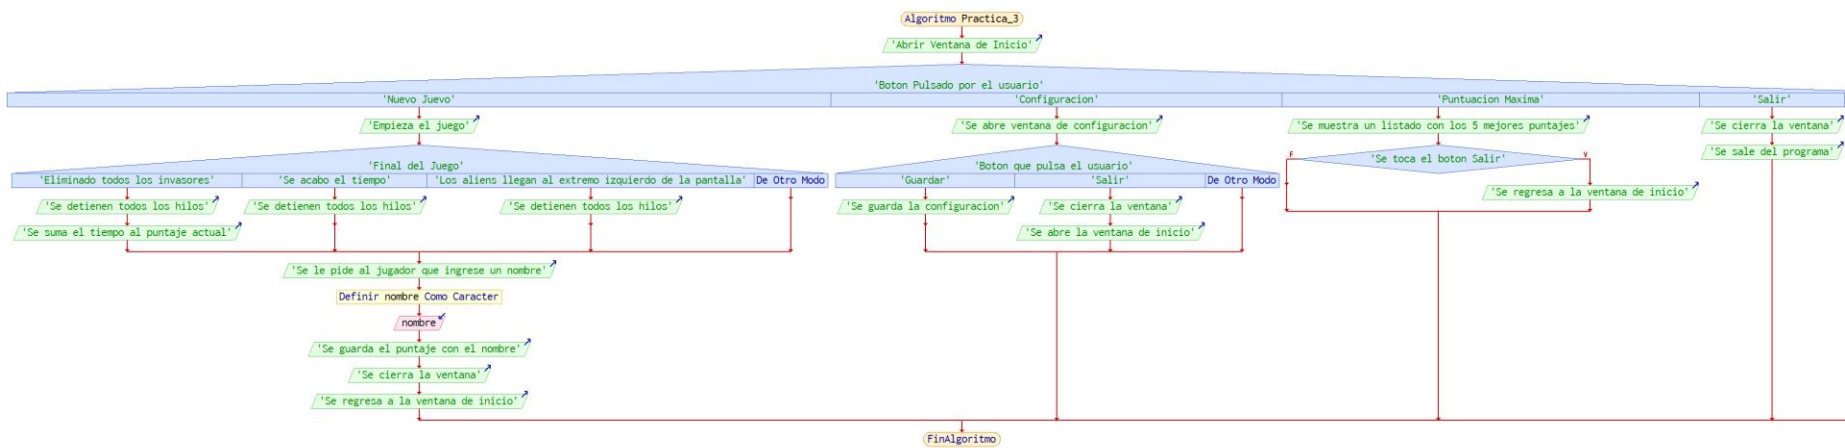 Algoritmo Practica_3
'Abrir Ventana de Inicio'
'Boton Pulsado por el usuario'
'Nuevo Juevo'
'Configuracion'
'Puntuacion Maxima'
'Salir'
'Empieza el juego'
'Se abre ventana de configuracion'
'Se muestra un listado con los 5 mejores puntajes'
'Se cierra la ventana'
'Se sale del programa'
'Final del Juego'
'Boton que pulsa el usuario'
F
'Se toca el boton Salir'
V
'Eliminado todos los invasores'
'Se acabo el tiempo'
'Los aliens llegan al extremo izquierdo de la pantalla'
De Otro Modo
'Guardar'
'Salir'
De Otro Modo
'Se regresa a la ventana de inicio'
'Se detienen todos los hilos'
'Se detienen todos los hilos'
'Se detienen todos los hilos'
'Se guarda la configuracion'
'Se cierra la ventana'
'Se suma el tiempo al puntaje actual'
'Se abre la ventana de inicio'
'Se le pide al jugador que ingrese un nombre'
Definir nombre Como Caracter
nombre
'Se guarda el puntaje con el nombre'
'Se cierra la ventana'
'Se regresa a la ventana de inicio'
FinAlgoritmo